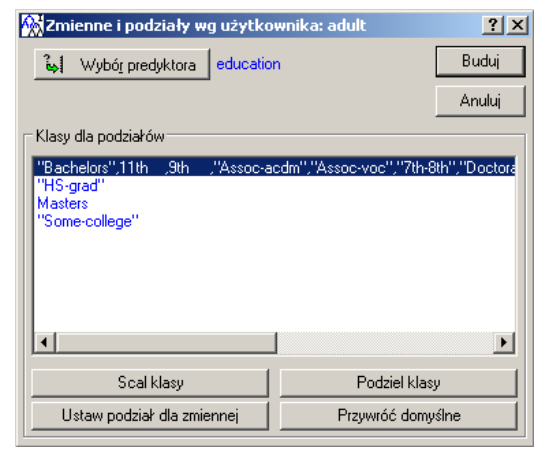 Zmienne i podziały wg użytkownika: adult
Wybór predyktora education
Buduj
Anuluj
Klasy dla podziałów
"Bachelors",11th ,9th ,"Assoc-acdm","Assoc-voc","7th-8th","Doctora
"HS-grad"
Masters
"Some-college"
Scal klasy
Podziel klasy
Ustaw podział dla zmiennej
Przywróć domyślne